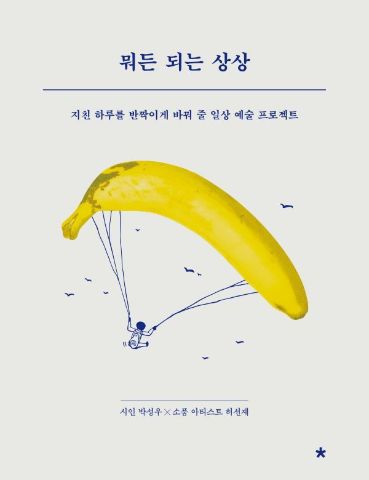 뭐든 되는 상상
지친 하루를 반짝이게 바꿔 줄 일상 예술 프로젝트
시인 박성우×소품 아티스트 허선재
*